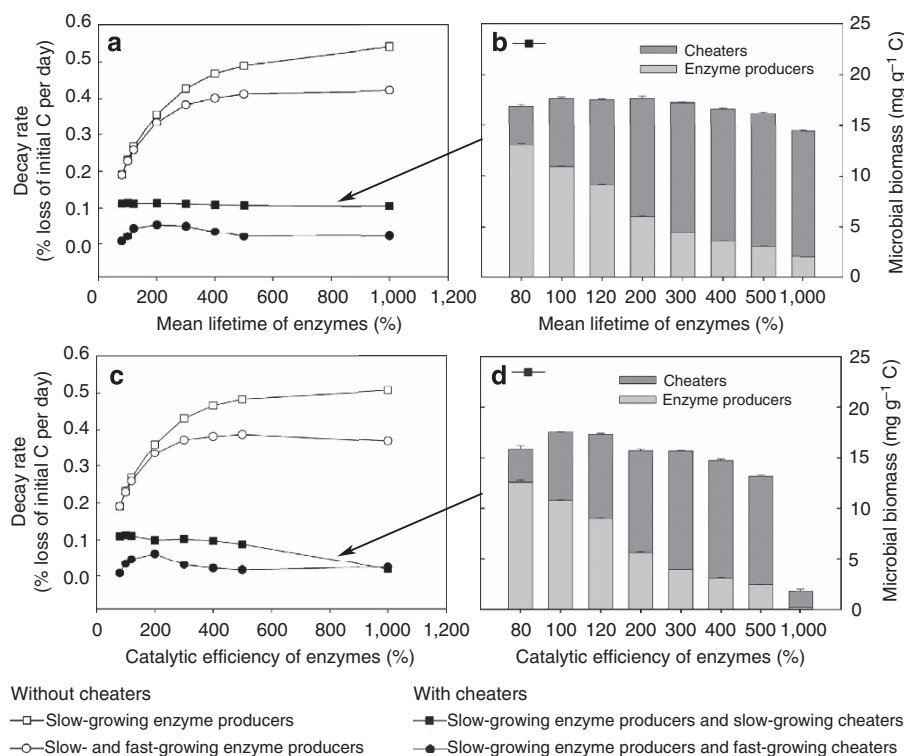 a
Decay rate
(% loss of initial C per day)
0.6
0.5
0.4
0.3
0.2
0.1
0.0
0 200 400 600 800 1,000 1,200
Mean lifetime of enzymes (%)
b
Cheaters
Enzyme producers
25
20
15
10
5
0
Microbial biomass (mg g–1 C)
80 100 120 200 300 400 500 1,000
Mean lifetime of enzymes (%)
c
Decay rate
(% loss of initial C per day)
0.6
0.5
0.4
0.3
0.2
0.1
0.0
0 200 400 600 800 1,000 1,200
Catalytic efficiency of enzymes (%)
d
Cheaters
Enzyme producers
25
20
15
10
5
0
Microbial biomass (mg g–1 C)
80 100 120 200 300 400 500 1,000
Catalytic efficiency of enzymes (%)
Without cheaters
Slow-growing enzyme producers
Slow- and fast-growing enzyme producers
With cheaters
Slow-growing enzyme producers and slow-growing cheaters
Slow-growing enzyme producers and fast-growing cheaters